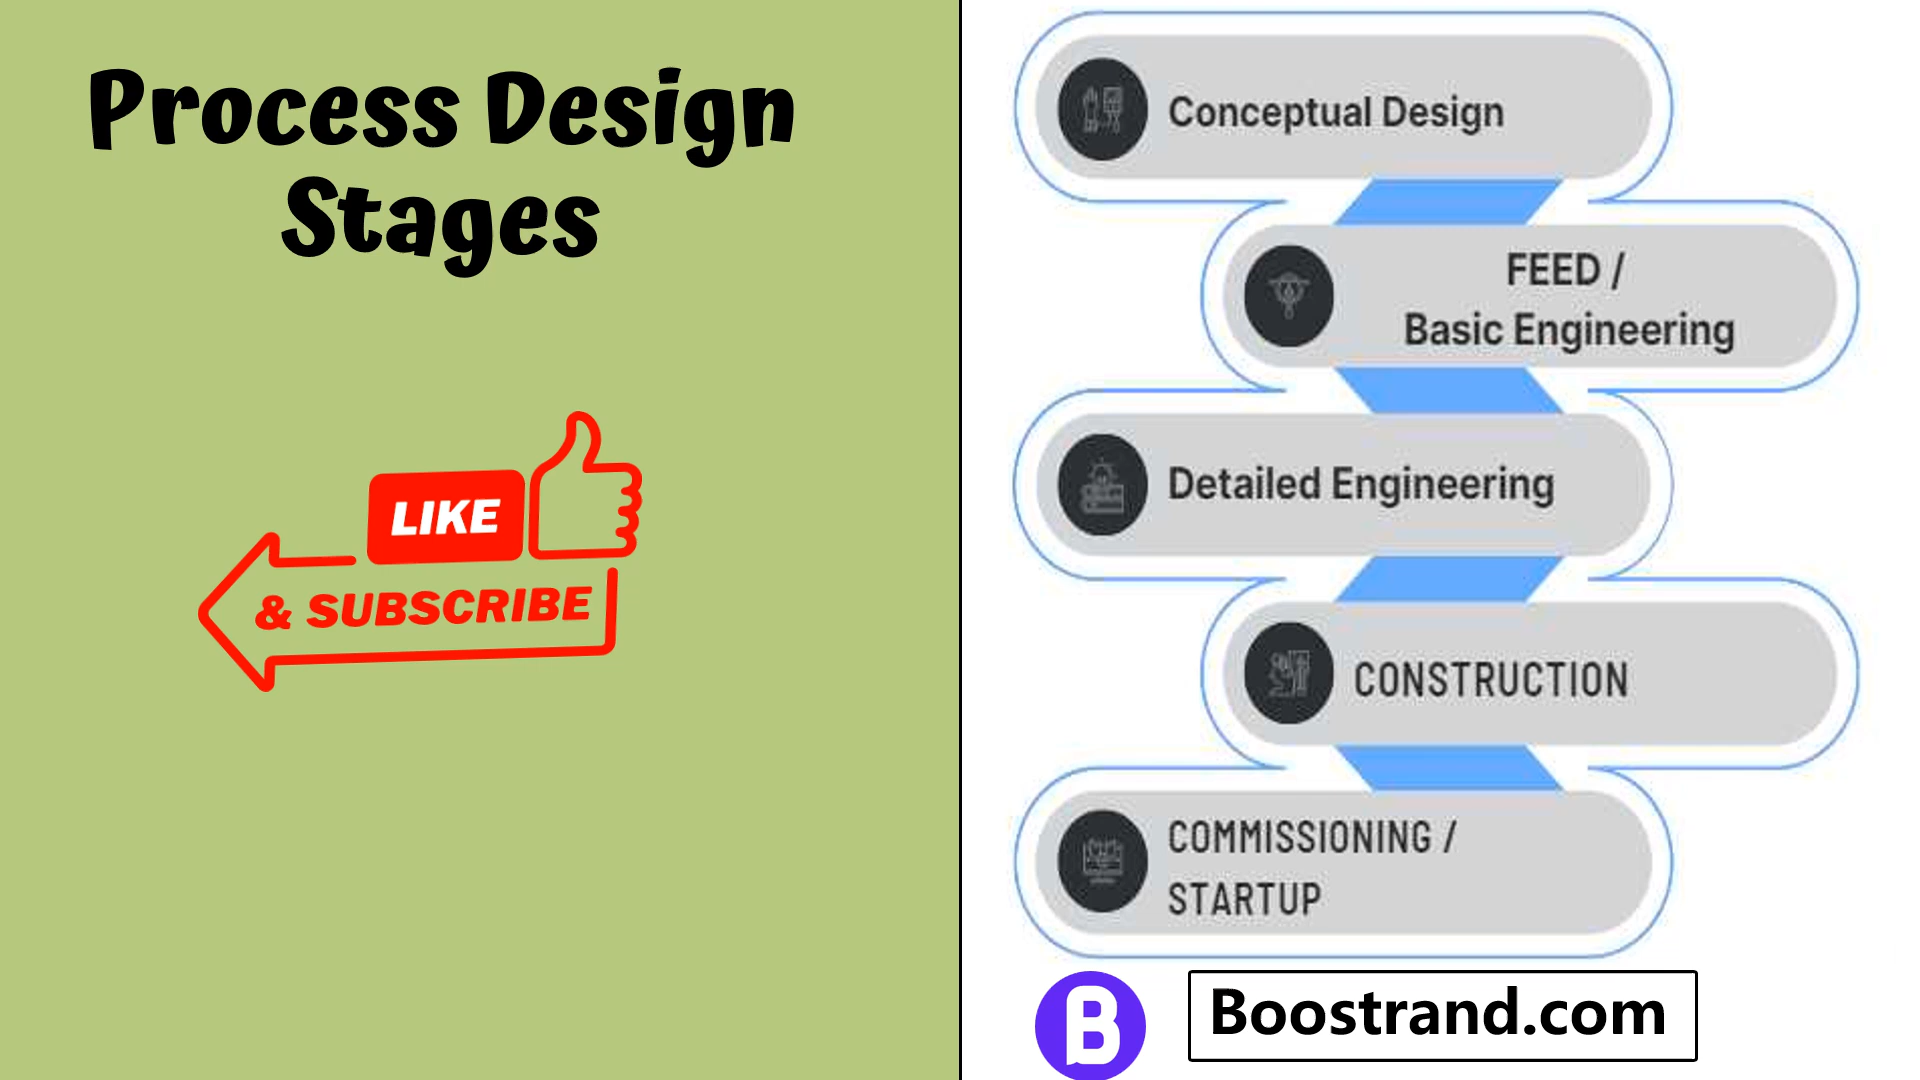 Process Design
Stages
LIKE
& SUBSCRIBE
Conceptual Design
FEED /
Basic Engineering
Detailed Engineering
CONSTRUCTION
COMMISSIONING /
STARTUP
B
Boostrand.com